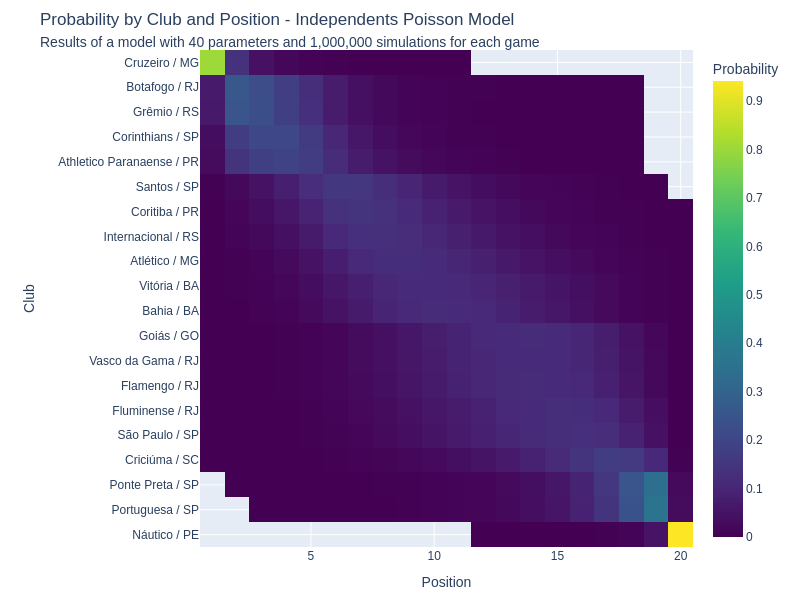 Probability by Club and Position - Independents Poisson Model
Results of a model with 40 parameters and 1,000,000 simulations for each game
Probability
Club
Cruzeiro / MG
Botafogo / RJ
Grêmio / RS
Corinthians / SP
Athletico Paranaense / PR
Santos / SP
Coritiba / PR
Internacional / RS
Atlético / MG
Vitória / BA
Bahia / BA
Goiás / GO
Vasco da Gama / RJ
Flamengo / RJ
Fluminense / RJ
São Paulo / SP
Criciúma / SC
Ponte Preta / SP
Portuguesa / SP
Náutico / PE
0.9
0.8
0.7
0.6
0.5
0.4
0.3
0.2
0.1
0
5 10 15 20
Position